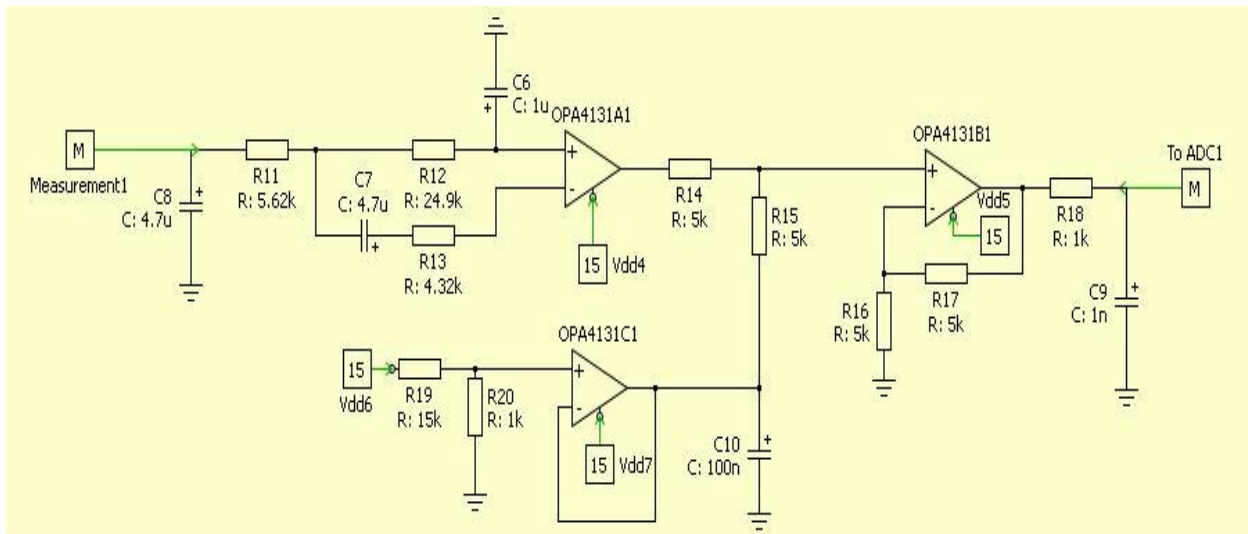 C6
C: 1u
OPA4131A1
OPA4131B1
To ADC1
M
Measurement1
C8
C: 4.7u
R11
R: 5.62k
C7
C: 4.7u
R12
R: 24.9k
R13
R: 4.32k
+
-
15
Vdd4
R14
R: 5k
R15
R: 5k
+
-
Vdd5
15
R16
R: 5k
R17
R: 5k
R18
R: 1k
M
C9
C: 1n
15
Vdd6
R19
R: 15k
R20
R: 1k
OPA4131C1
+
-
15
Vdd7
C10
C: 100n